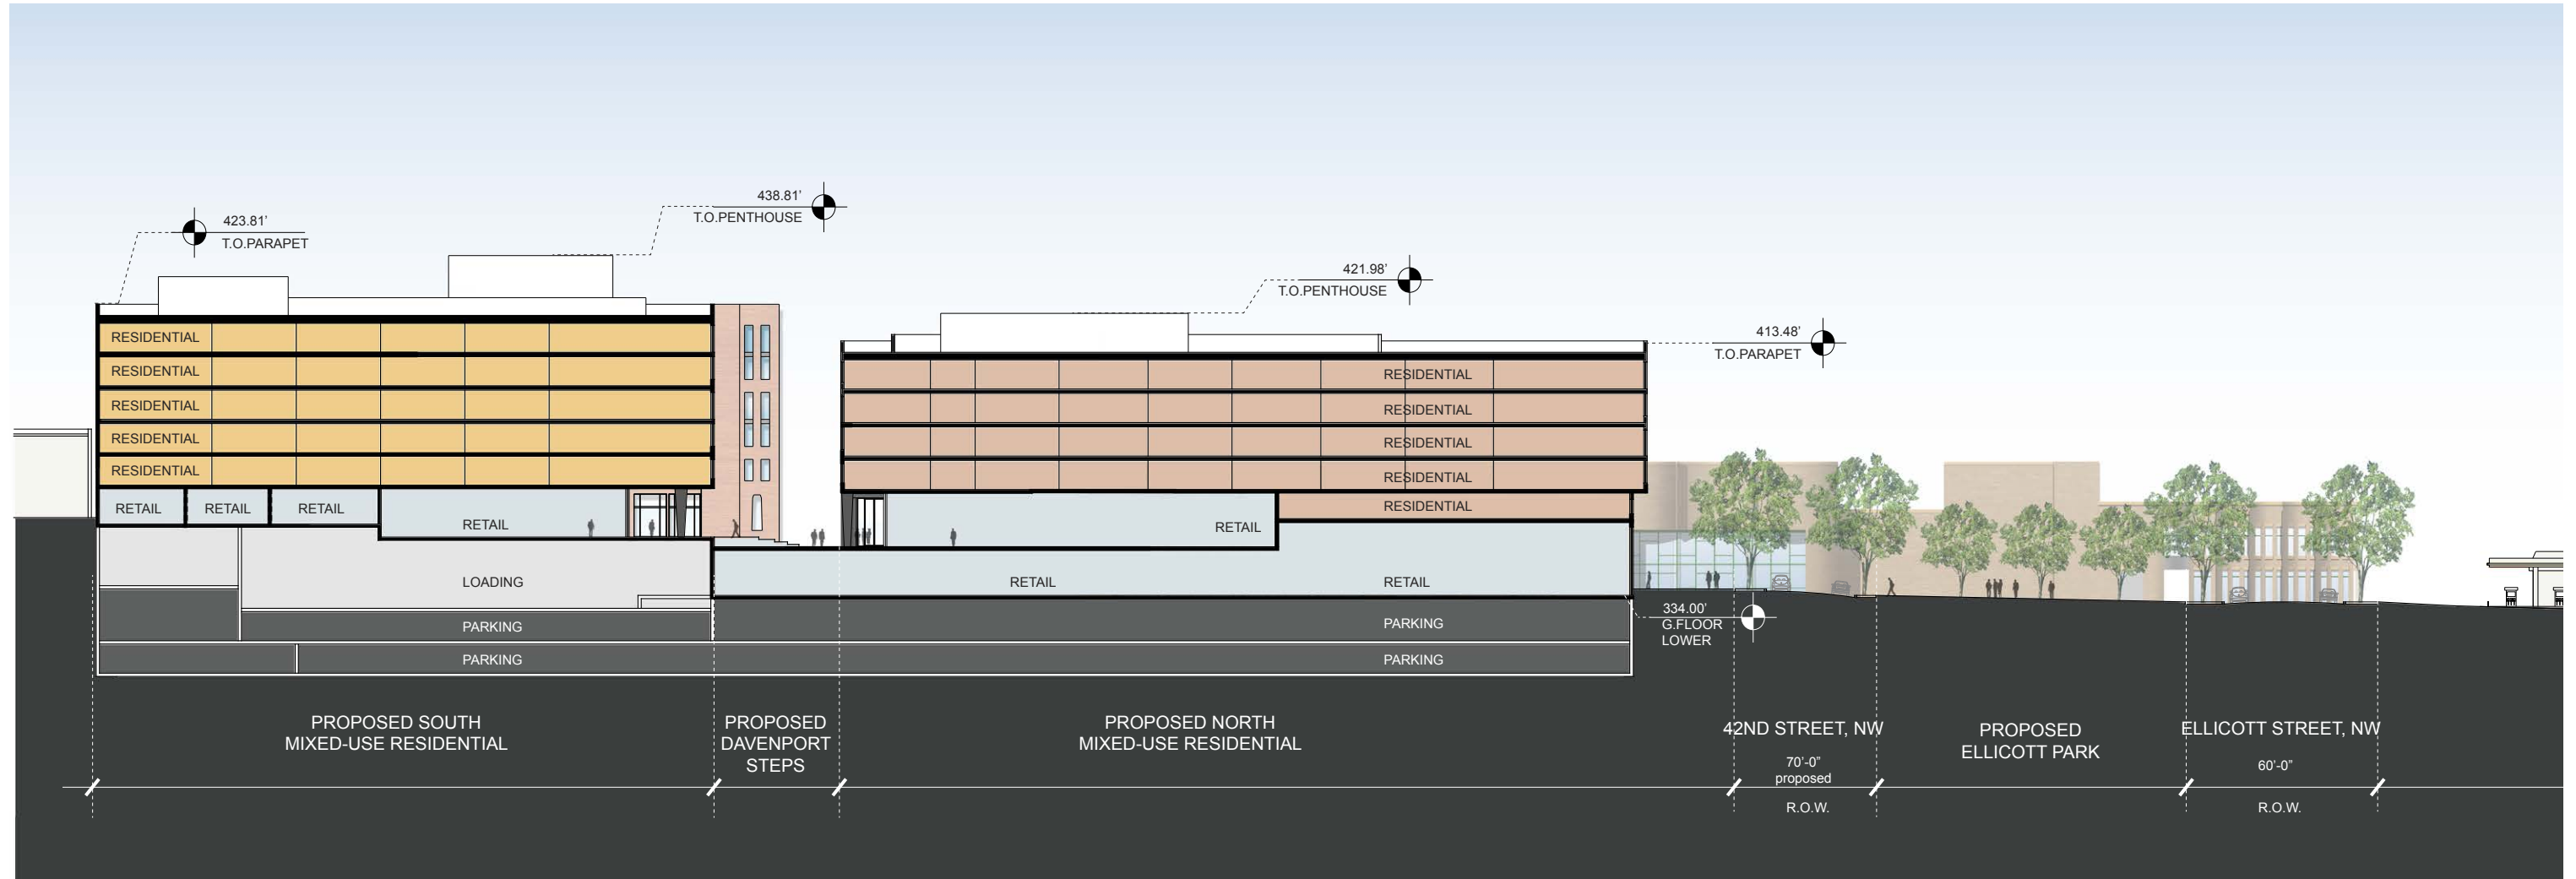 438.81'
T.O.PENTHOUSE
423.81'
T.O.PARAPET
421.98'
T.O.PENTHOUSE
413.48'
T.O.PARAPET
RESIDENTIAL
RESIDENTIAL
RESIDENTIAL
RESIDENTIAL
RESIDENTIAL
RETAIL
RETAIL
RETAIL
RETAIL
LOADING
PARKING
PARKING
RESIDENTIAL
RESIDENTIAL
RESIDENTIAL
RESIDENTIAL
RESIDENTIAL
RETAIL
RETAIL
RETAIL
PARKING
PARKING
334.00'
G.FLOOR
LOWER
PROPOSED SOUTH
MIXED-USE RESIDENTIAL
PROPOSED
DAVENPORT
STEPS
PROPOSED NORTH
MIXED-USE RESIDENTIAL
42ND STREET, NW
70'-0"
proposed
R.O.W.
PROPOSED
ELLICOTT PARK
ELLICOTT STREET, NW
60'-0"
R.O.W.